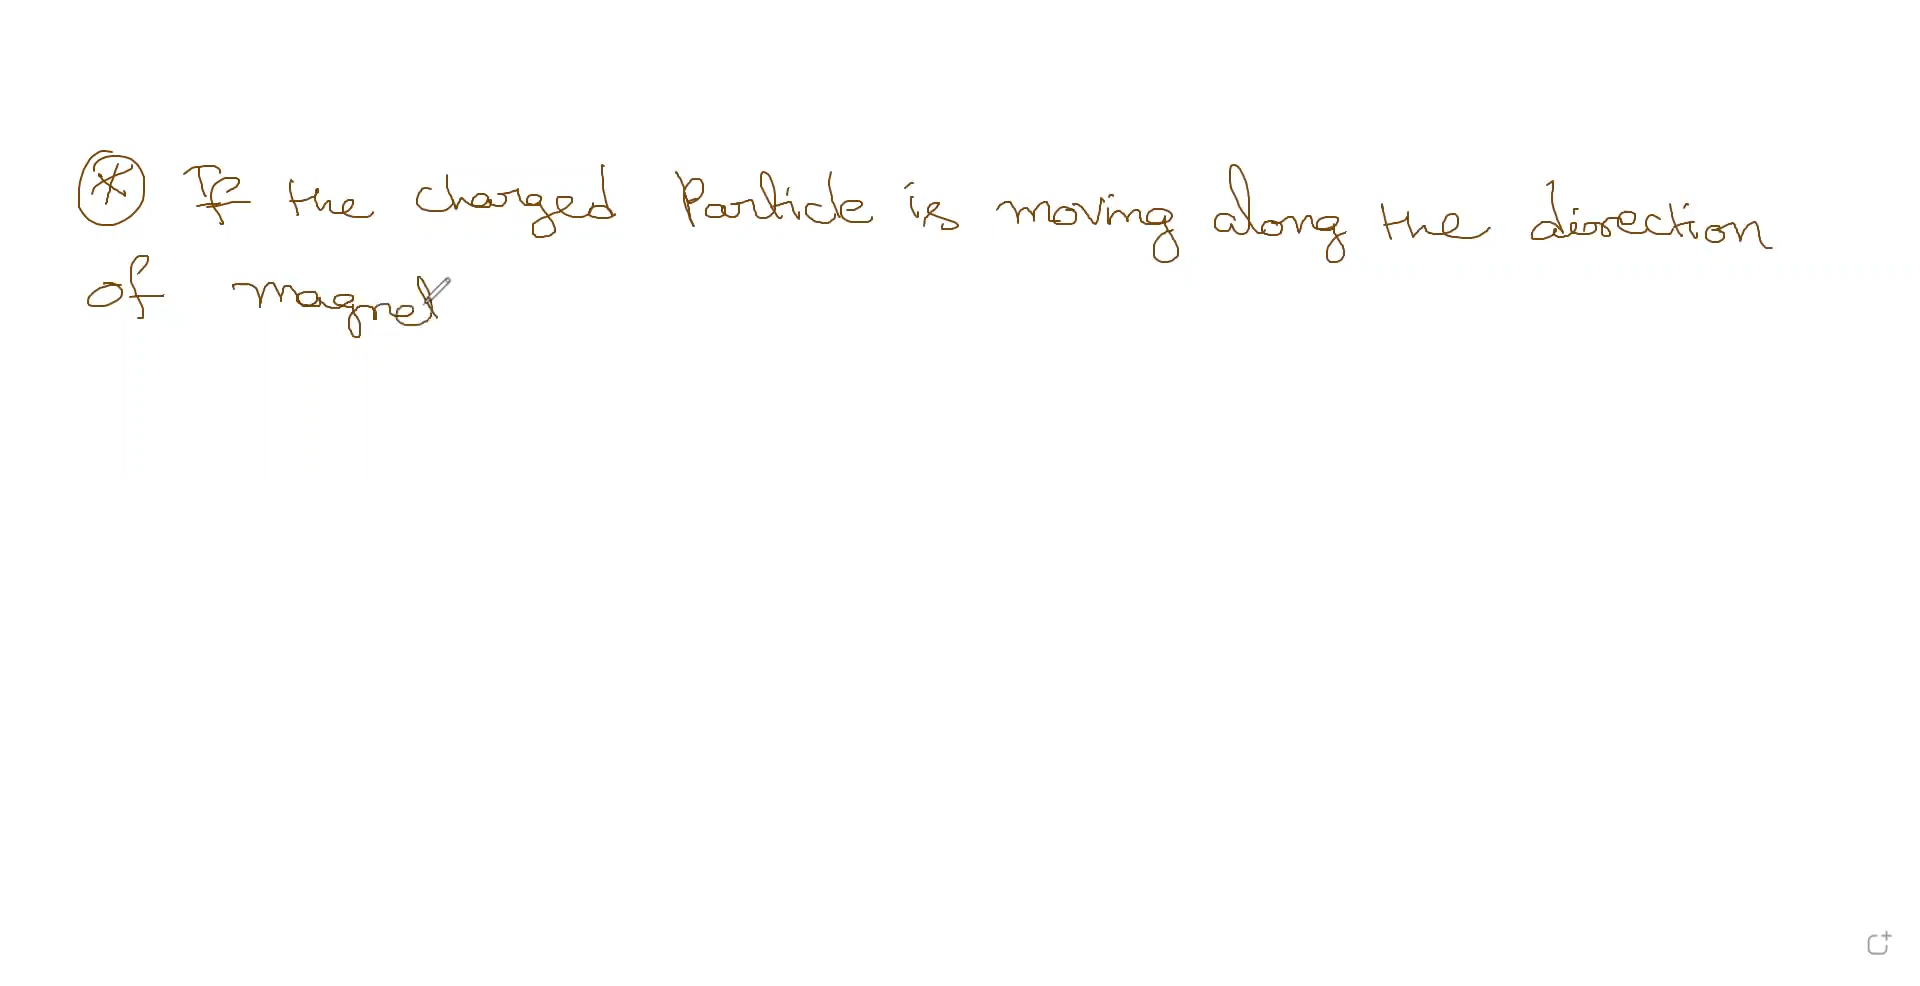 If the charged Particle is moving along the direction
of magnet